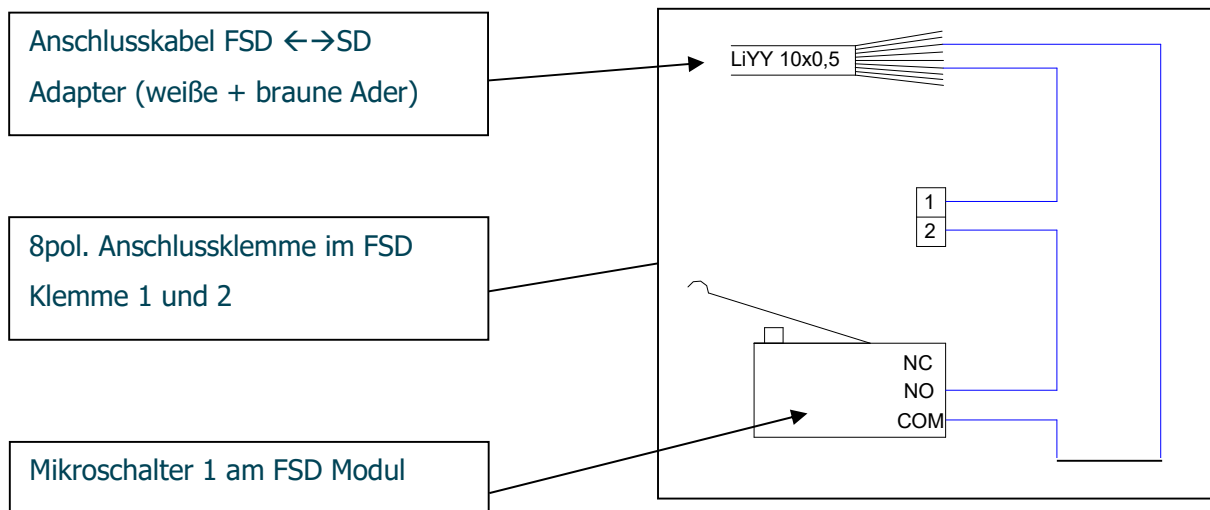 Anschlusskabel FSD ←→SD
Adapter (weiße + braune Ader)
8pol. Anschlussklemme im FSD
Klemme 1 und 2
Mikroschalter 1 am FSD Modul
LiYY 10x0,5
1
2
NC
NO
COM